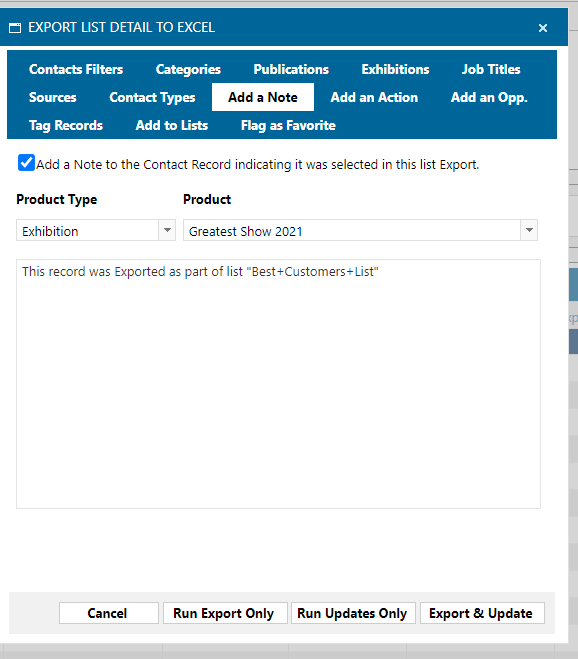 EXPORT LIST DETAIL TO EXCEL
Contacts Filters Categories Publications Exhibitions Job Titles
Sources Contact Types Add a Note Add an Action Add an Opp.
Tag Records Add to Lists Flag as Favorite
Add a Note to the Contact Record indicating it was selected in this list Export.
Product Type Product
Exhibition Greatest Show 2021
This record was Exported as part of list "Best+Customers+List"
Cancel Run Export Only Run Updates Only Export & Update